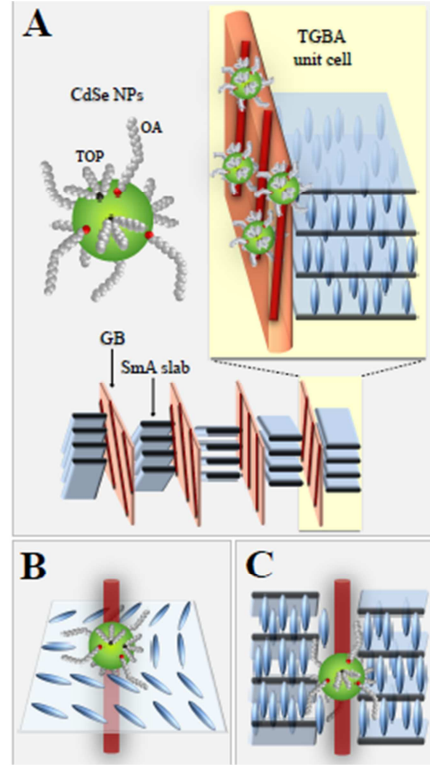 A
TGBA
unit cell
CdSe NPs
OA
TOP
GB
SmA slab
B
C